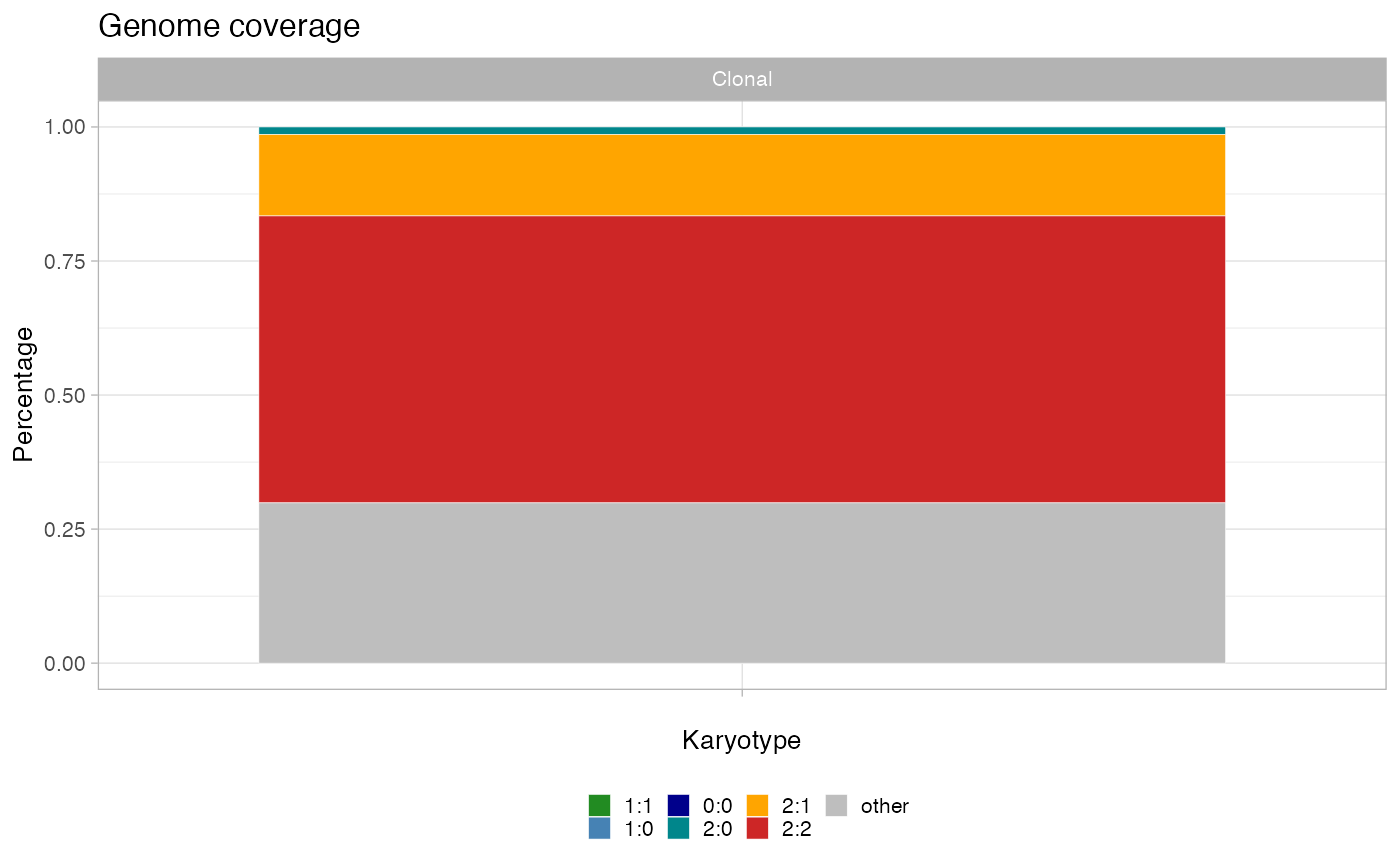 Genome coverage
Clonal
1.00
0.75
0.50
0.25
0.00
Percentage
Karyotype
1:1 0:0 2:1 other
1:0 2:0 2:2